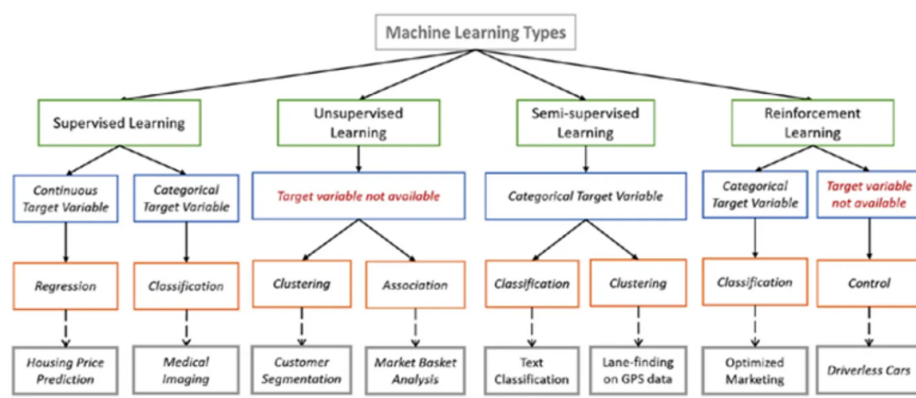 Machine Learning Types
Supervised Learning
Unsupervised
Learning
Semi-supervised
Learning
Reinforcement
Learning
Continuous
Target Variable
Categorical
Target Variable
Target variable not available
Categorical Target Variable
Categorical
Target Variable
Target variable
not available
Regression
Classification
Clustering
Association
Classification
Clustering
Classification
Control
Housing Price
Prediction
Medical
Imaging
Customer
Segmentation
Market Basket
Analysis
Text
Classification
Lane-finding
on GPS data
Optimized
Marketing
Driverless Cars